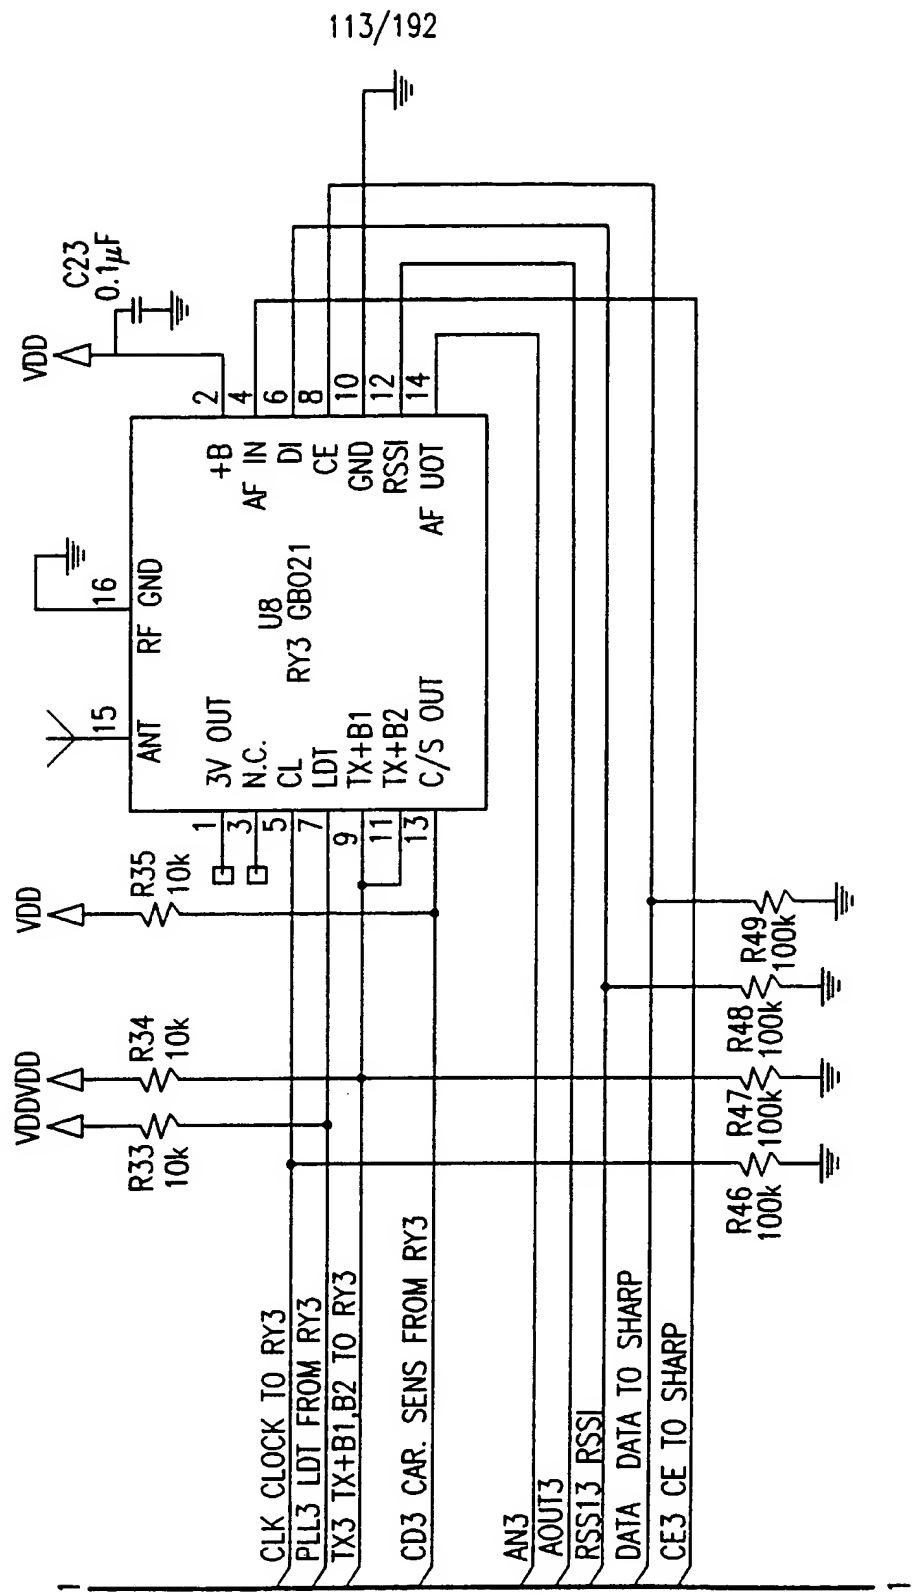 113/192
VDD
C23
0.1μF
2
4
6
8
10
12
14
+B
AF IN
DI
CE
GND
RSSI
AF UOT
16
RF GND
U8
RY3 GB021
15
ANT
3V OUT
N.C.
CL
LDT
TX+B1
TX+B2
C/S OUT
1
3
5
7
9
11
13
VDD
R35
10k
VDDVDD
R34
10k
R33
10k
R49
100k
R48
100k
R47
100k
R46
100k
CLK CLOCK TO RY3
PLL3 LDT FROM RY3
TX3 TX+B1,B2 TO RY3
CD3 CAR. SENS FROM RY3
AN3
AOUT3
RSS13 RSSI
DATA DATA TO SHARP
CE3 CE TO SHARP
1
1